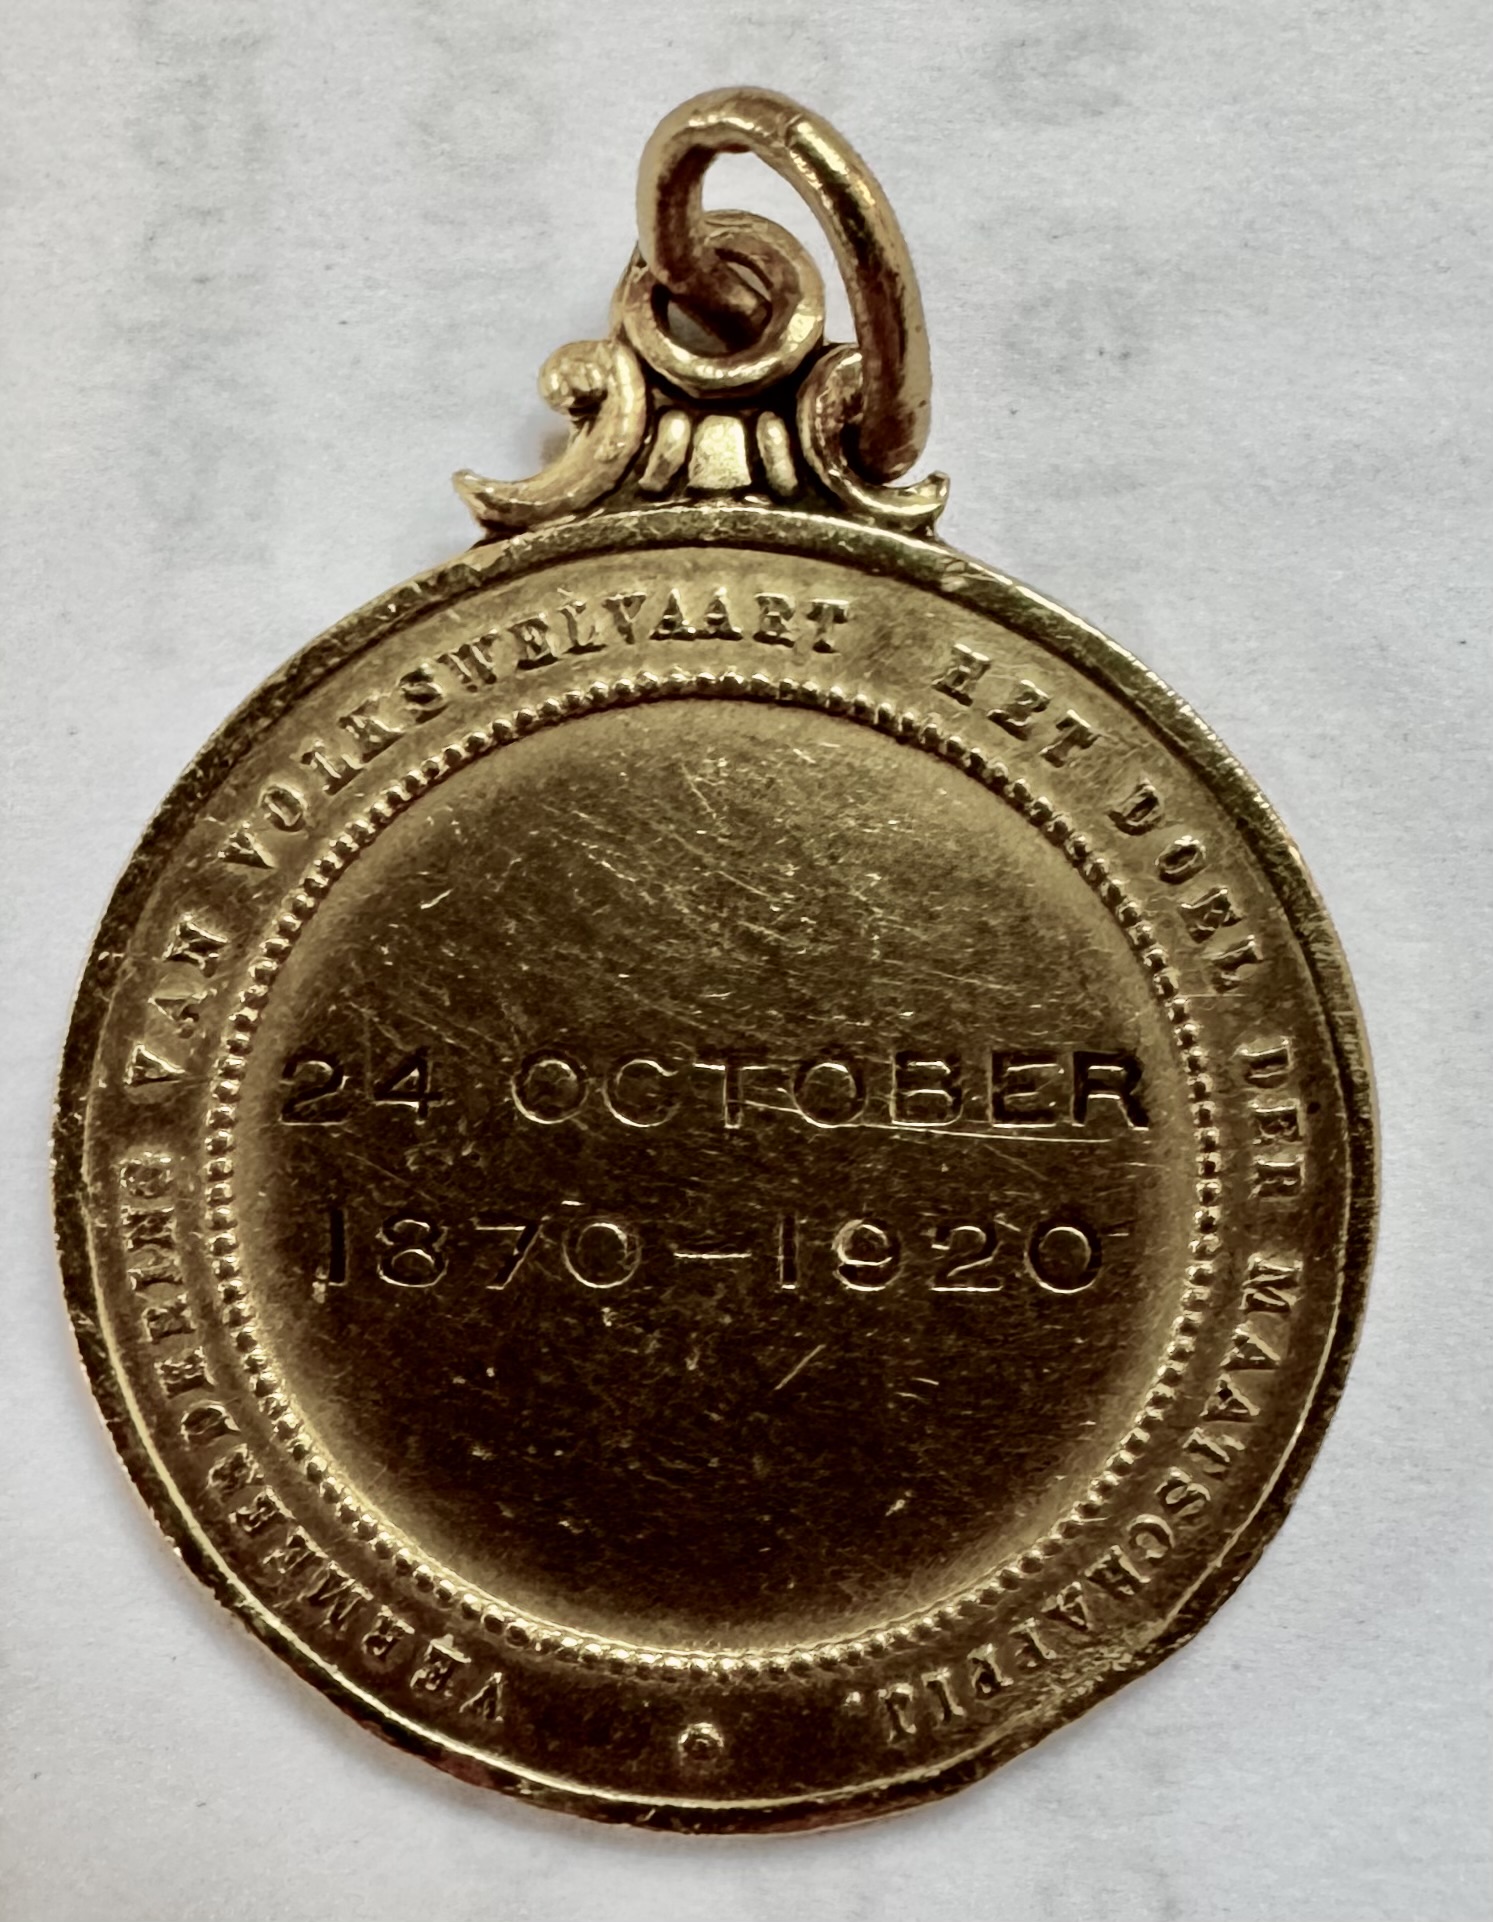 VERMEERDERING VAN VOLKSWELVAART HET DOEL DER MAATSCHAPPIJ.
24 OCTOBER
1870-1920